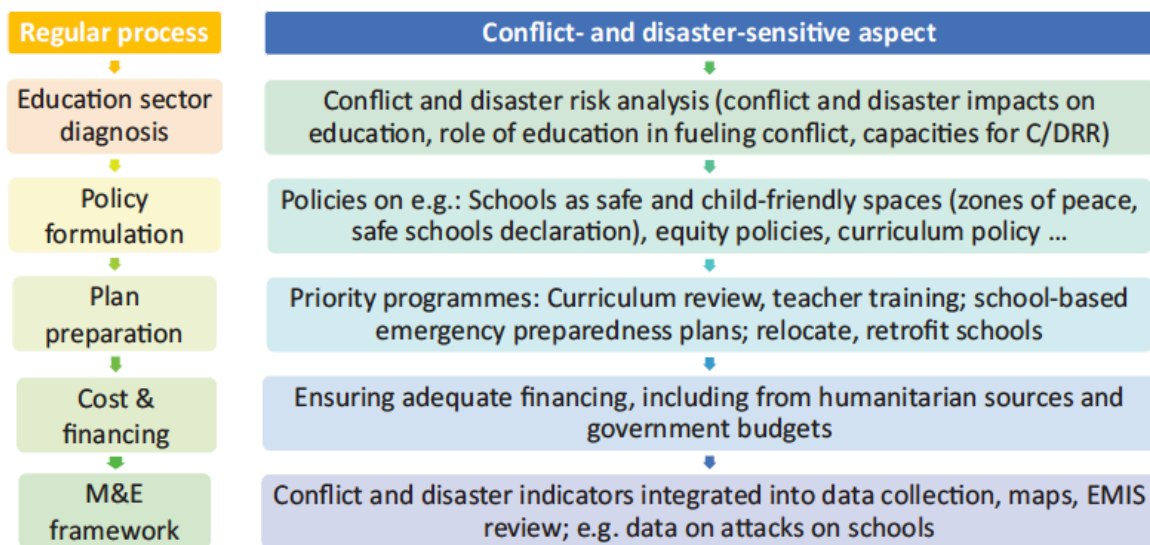 Regular process
Conflict- and disaster-sensitive aspect
Education sector
diagnosis
Conflict and disaster risk analysis (conflict and disaster impacts on
education, role of education in fueling conflict, capacities for C/DRR)
Policy
formulation
Policies on e.g.: Schools as safe and child-friendly spaces (zones of peace,
safe schools declaration), equity policies, curriculum policy ...
Plan
preparation
Priority programmes: Curriculum review, teacher training; school-based
emergency preparedness plans; relocate, retrofit schools
Cost &
financing
Ensuring adequate financing, including from humanitarian sources and
government budgets
M&E
framework
Conflict and disaster indicators integrated into data collection, maps, EMIS
review; e.g. data on attacks on schools